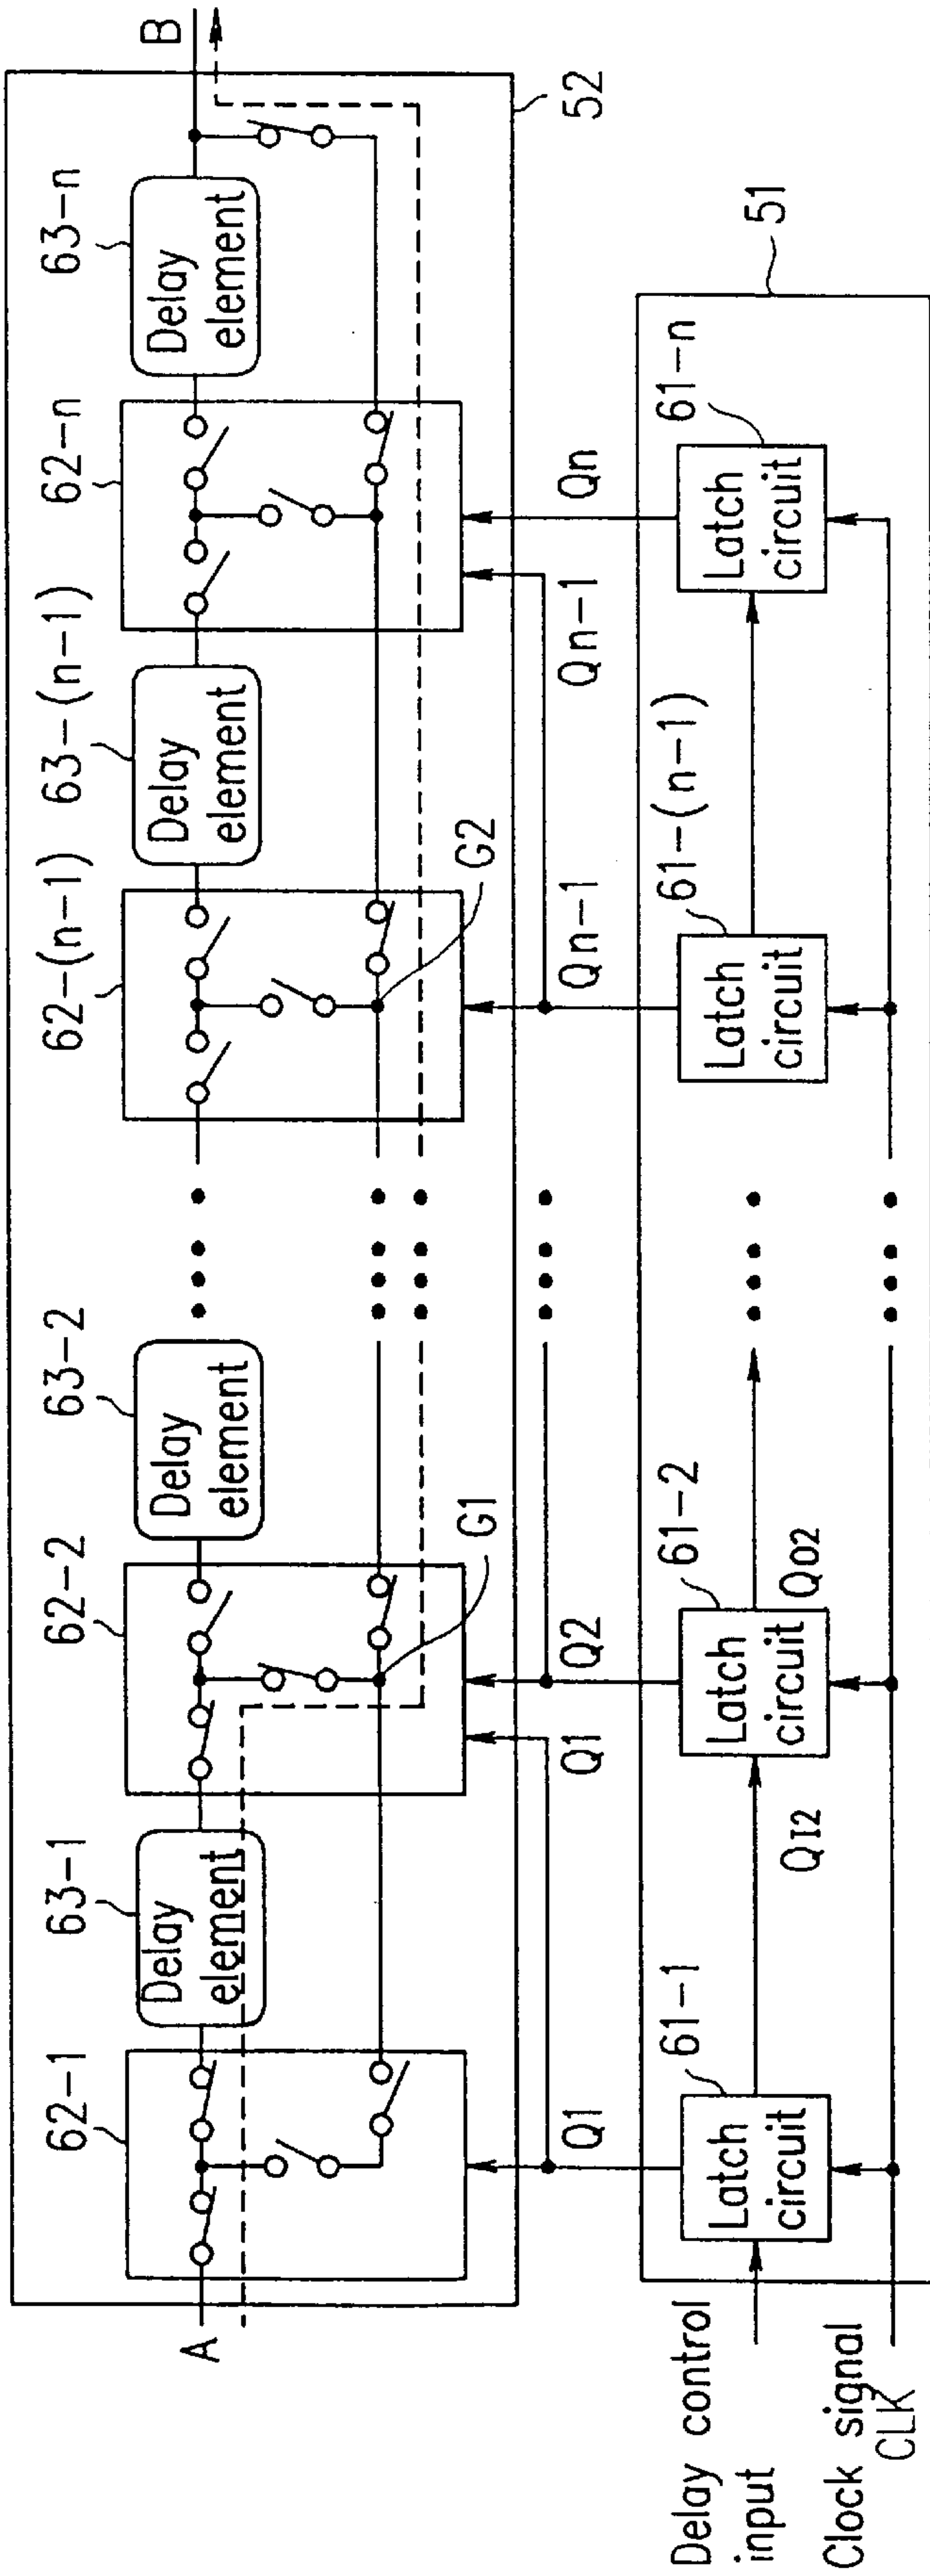 A
B
52
62-1
63-1
Delay
element
62-2
63-2
Delay
element
62-(n-1)
63-(n-1)
Delay
element
62-n
63-n
Delay
element
G1
G2
Q1
Q1
Q2
Qn-1
Qn-1
Qn
51
61-1
Latch
circuit
QI2
61-2
Latch
circuit
QO2
61-(n-1)
Latch
circuit
61-n
Latch
circuit
Delay control
input
Clock signal
CLK